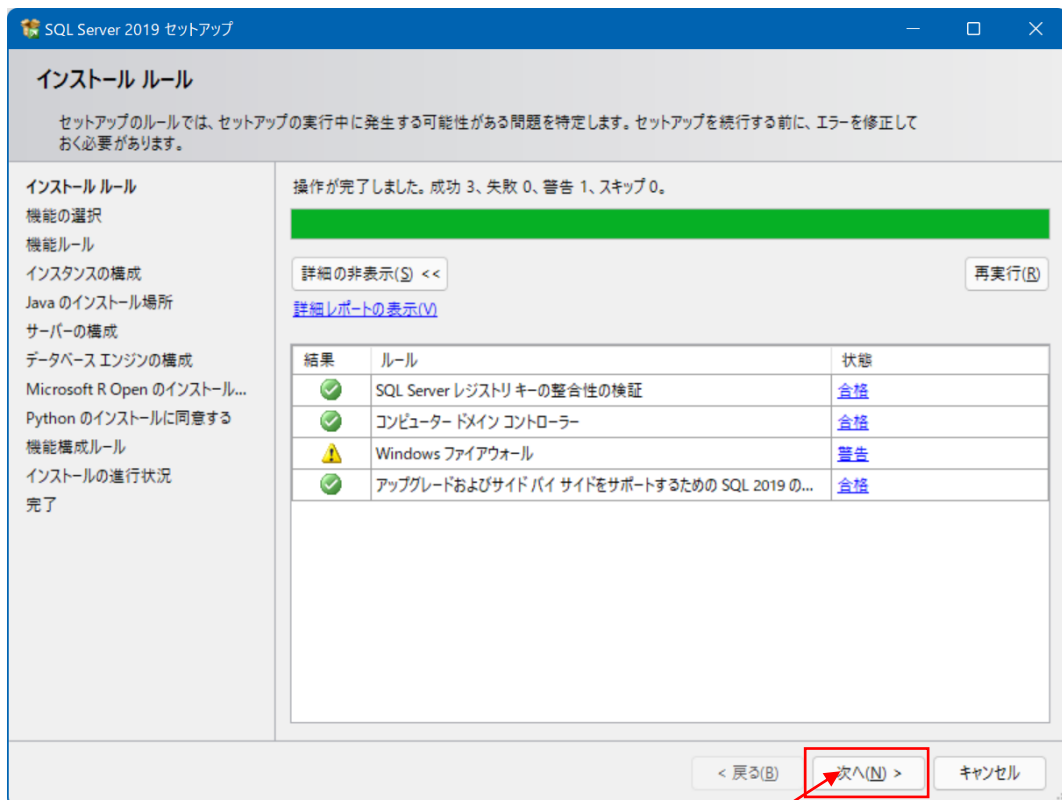 SQL Server 2019 セットアップ
インストール ルール
セットアップのルールでは、セットアップの実行中に発生する可能性がある問題を特定します。セットアップを続行する前に、エラーを修正して
おく必要があります。
インストール ルール
機能の選択
機能ルール
インスタンスの構成
Java のインストール場所
サーバーの構成
データベース エンジンの構成
Microsoft R Open のインストール...
Python のインストールに同意する
機能構成ルール
インストールの進行状況
完了
操作が完了しました。成功 3、失敗 0、警告 1、スキップ 0。
詳細の非表示(S) <<
再実行(R)
詳細レポートの表示(V)
結果 ルール 状態
SQL Server レジストリ キーの整合性の検証 合格
コンピューター ドメイン コントローラー 合格
Windows ファイアウォール 警告
アップグレードおよびサイド バイ サイドをサポートするための SQL 2019 の... 合格
< 戻る(B) 次へ(N) > キャンセル